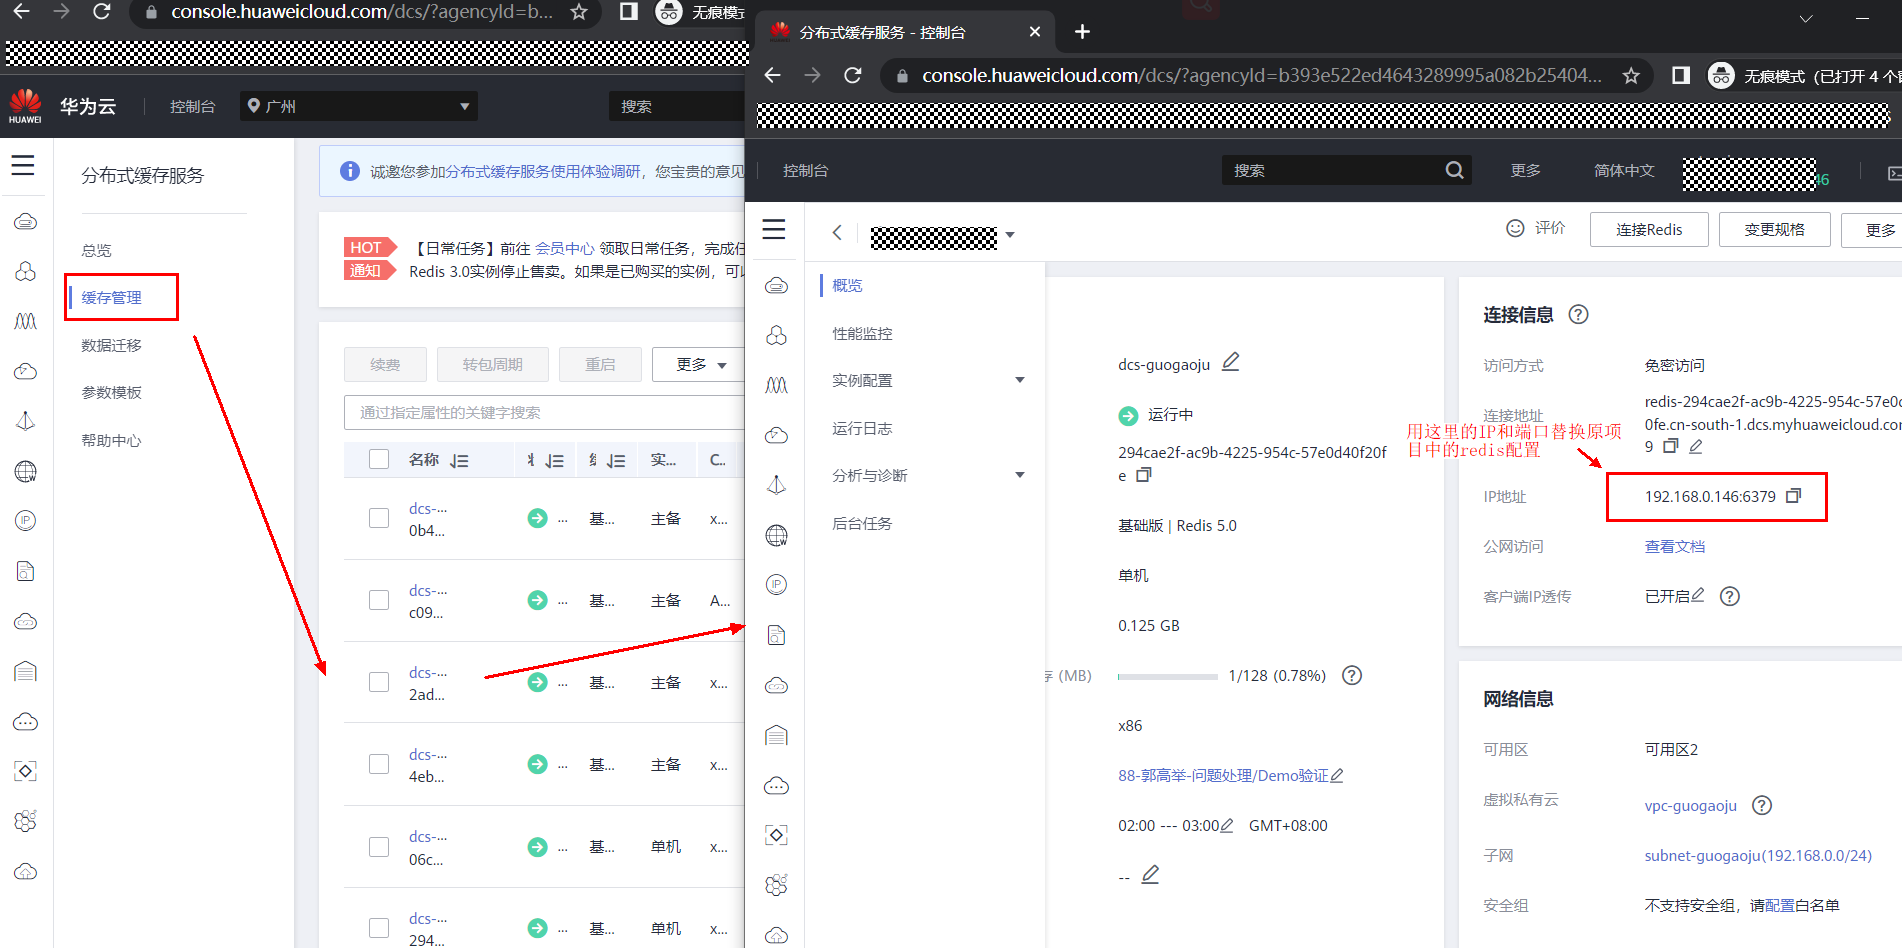 console.huaweicloud.com/dcs/?agencyId=b...
无痕模式
HUAWEI
华为云
控制台
广州
搜索
分布式缓存服务
总览
缓存管理
数据迁移
参数模板
帮助中心
诚邀您参加分布式缓存服务使用体验调研，您宝贵的意见
HOT
【日常任务】前往 会员中心 领取日常任务，完成任
通知
Redis 3.0实例停止售卖。如果是已购买的实例，可以
续费
转包周期
重启
更多
通过指定属性的关键字搜索
名称
实...
C..
dcs-...
0b4...
...
基...
主备
x...
dcs-...
c09...
...
基...
主备
A...
dcs-...
2ad...
...
基...
主备
x...
dcs-...
4eb...
...
基...
主备
x...
dcs-...
06c...
...
基...
单机
x...
dcs-...
294...
...
基...
单机
x...
分布式缓存服务 - 控制台
console.huaweicloud.com/dcs/?agencyId=b393e522ed4643289995a082b25404...
无痕模式（已打开 4 个
控制台
搜索
更多
简体中文
46
评价
连接Redis
变更规格
更多
概览
性能监控
实例配置
运行日志
分析与诊断
后台任务
dcs-guogaoju
运行中
294cae2f-ac9b-4225-954c-57e0d40f20f
e
基础版 | Redis 5.0
单机
0.125 GB
(MB)
1/128 (0.78%)
x86
88-郭高举-问题处理/Demo验证
02:00 --- 03:00
GMT+08:00
--
连接信息
访问方式
免密访问
连接地址
redis-294cae2f-ac9b-4225-954c-57e0c
0fe.cn-south-1.dcs.myhuaweicloud.com
9
用这里的IP和端口替换原项
目中的redis配置
IP地址
192.168.0.146:6379
公网访问
查看文档
客户端IP透传
已开启
网络信息
可用区
可用区2
虚拟私有云
vpc-guogaoju
子网
subnet-guogaoju(192.168.0.0/24)
安全组
不支持安全组，请配置白名单
IP
IP